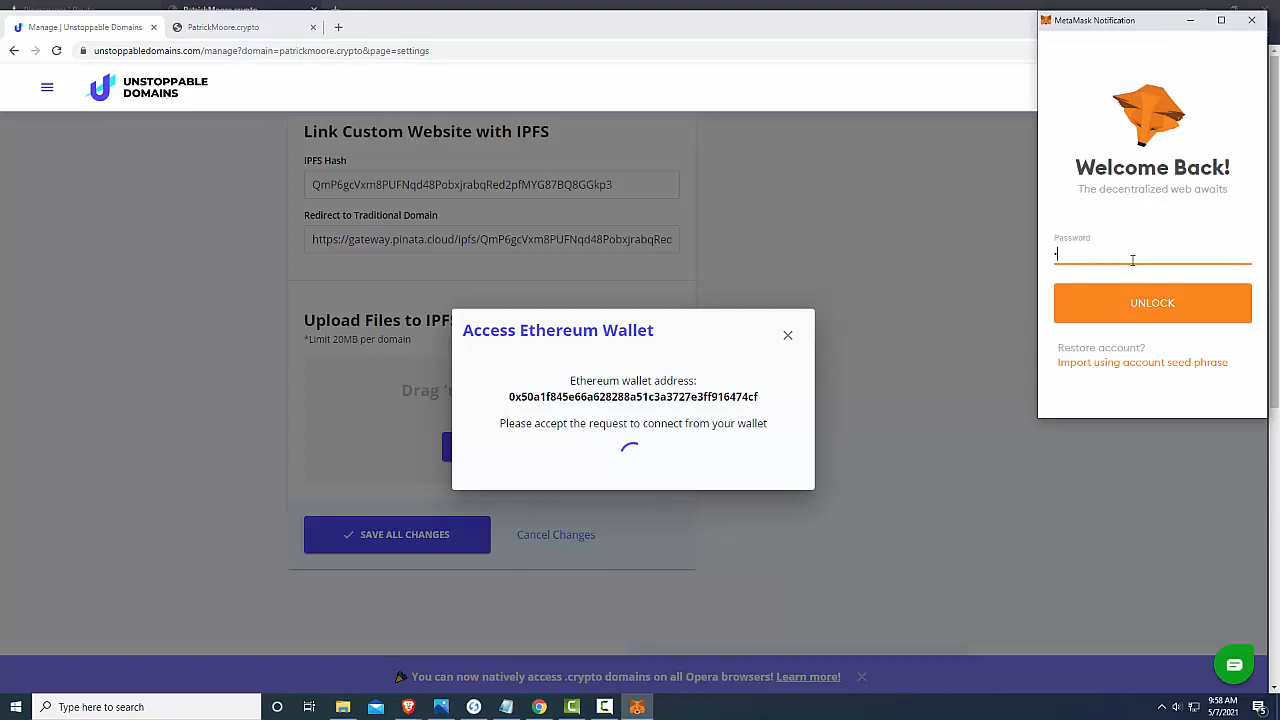 PatrickMoore.crypto
MetaMask Notification
Manage | Unstoppable Domains
PatrickMoore.crypto
unstoppabledomains.com/manage?domain=patrickmoore.crypto&page=settings
UNSTOPPABLE
DOMAINS
Link Custom Website with IPFS
IPFS Hash
QmP6gcVxm8PUFNqd48PobxjrabqRed2pfMYG87BQ8GGkp3
Redirect to Traditional Domain
https://gateway.pinata.cloud/ipfs/QmP6gcVxm8PUFNqd48PobxjrabqRec
Upload Files to IPFS
*Limit 20MB per domain
Drag 'n
Access Ethereum Wallet
Ethereum wallet address:
0x50a1f845e66a628288a51c3a3727e3ff916474cf
Please accept the request to connect from your wallet
SAVE ALL CHANGES
Cancel Changes
Welcome Back!
The decentralized web awaits
Password
UNLOCK
Restore account?
Import using account seed phrase
You can now natively access .crypto domains on all Opera browsers! Learn more!
Type here to search
9:58 AM
5/7/2021